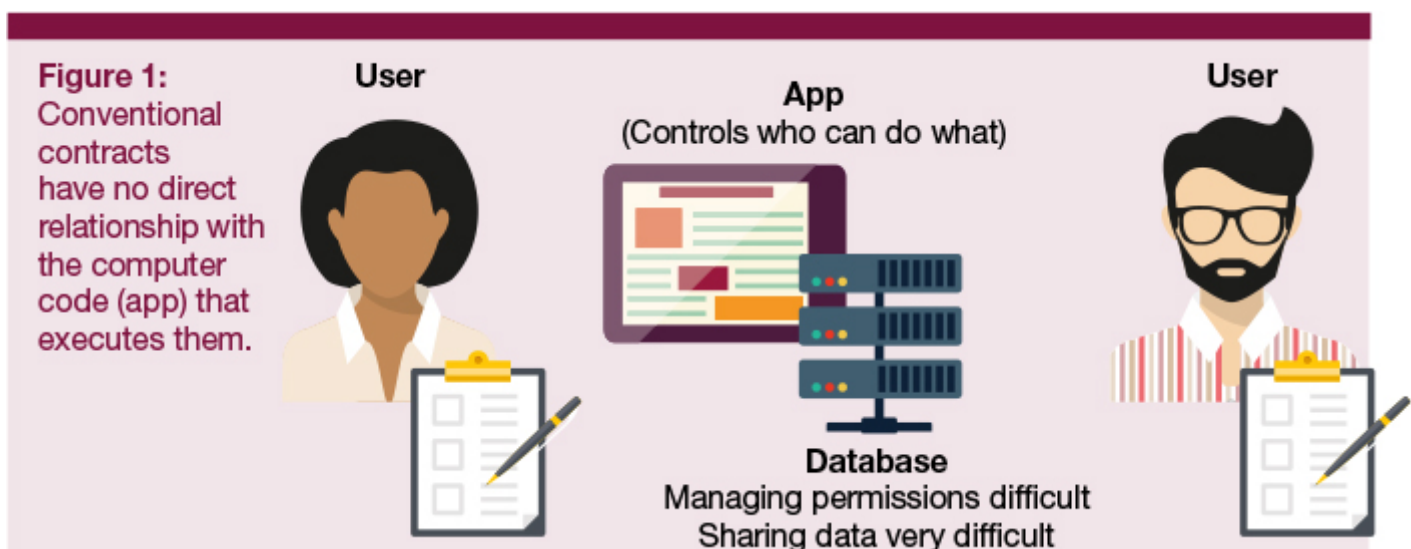 Figure 1:
Conventional
contracts
have no direct
relationship with
the computer
code (app) that
executes them.
User
App
(Controls who can do what)
User
Database
Managing permissions difficult
Sharing data very difficult